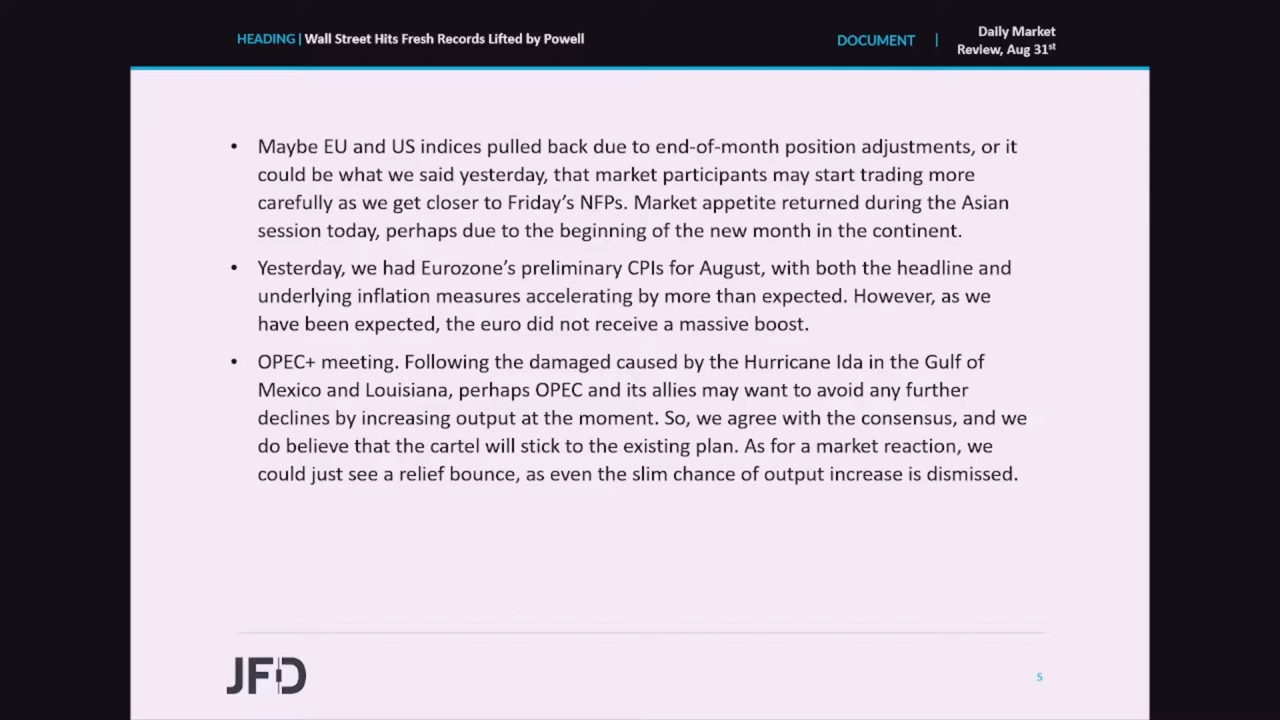 HEADING | Wall Street Hits Fresh Records Lifted by Powell
DOCUMENT |
Daily Market
Review, Aug 31st
• Maybe EU and US indices pulled back due to end-of-month position adjustments, or it
could be what we said yesterday, that market participants may start trading more
carefully as we get closer to Friday’s NFPs. Market appetite returned during the Asian
session today, perhaps due to the beginning of the new month in the continent.
• Yesterday, we had Eurozone’s preliminary CPIs for August, with both the headline and
underlying inflation measures accelerating by more than expected. However, as we
have been expected, the euro did not receive a massive boost.
• OPEC+ meeting. Following the damaged caused by the Hurricane Ida in the Gulf of
Mexico and Louisiana, perhaps OPEC and its allies may want to avoid any further
declines by increasing output at the moment. So, we agree with the consensus, and we
do believe that the cartel will stick to the existing plan. As for a market reaction, we
could just see a relief bounce, as even the slim chance of output increase is dismissed.
JFD
5